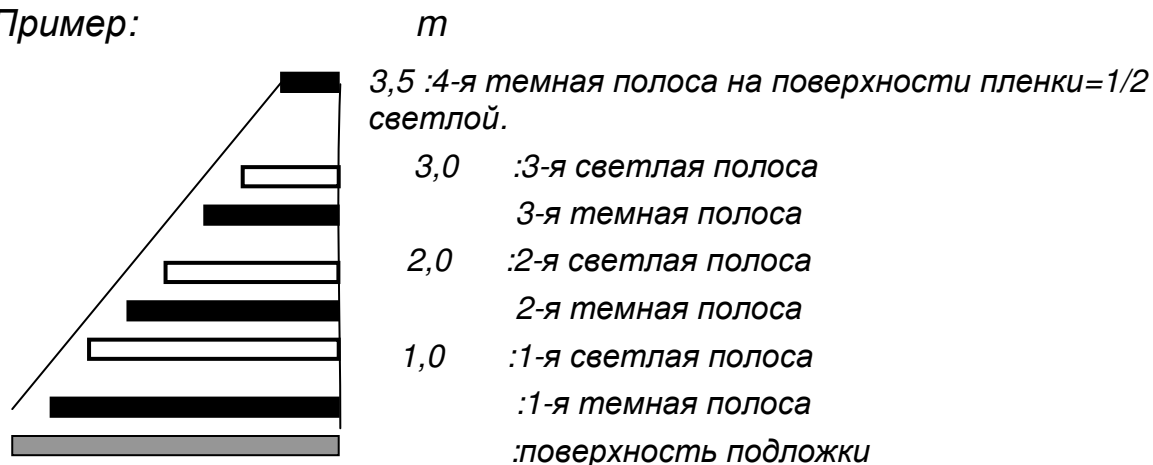 Пример: m
3,5 :4-я темная полоса на поверхности пленки=1/2
светлой.
3,0 :3-я светлая полоса
3-я темная полоса
2,0 :2-я светлая полоса
2-я темная полоса
1,0 :1-я светлая полоса
:1-я темная полоса
:поверхность подложки